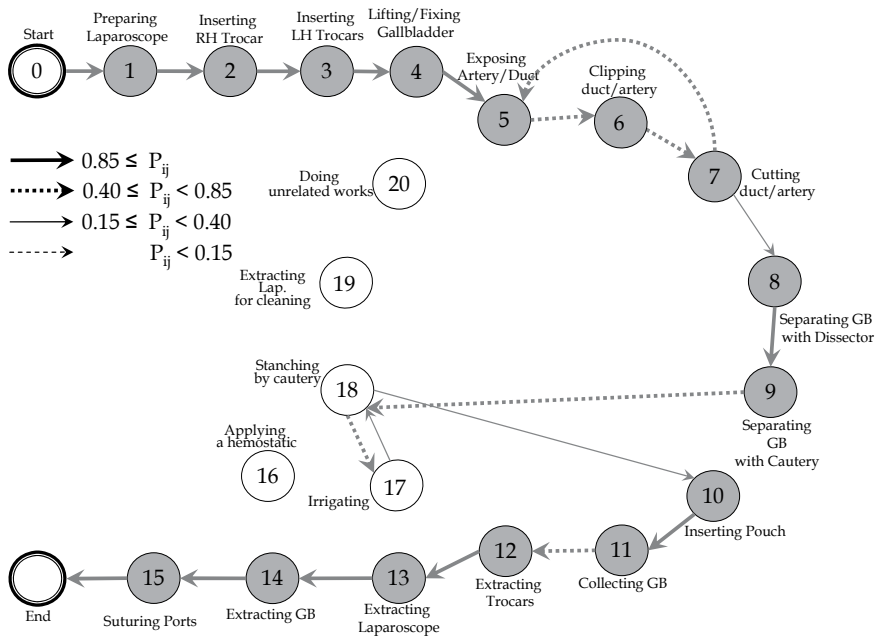 Start
0
Preparing
Laparoscope
1
Inserting
RH Trocar
2
Inserting
LH Trocars
3
Lifting/Fixing
Gallbladder
4
Exposing
Artery/Duct
5
Clipping
duct/artery
6
7
Cutting
duct/artery
0.85 ≤ Pij
0.40 ≤ Pij < 0.85
0.15 ≤ Pij < 0.40
Pij < 0.15
Doing
unrelated works
20
Extracting
Lap.
for cleaning
19
8
Separating GB
with Dissector
9
Separating
GB
with Cautery
Stanching
by cautery
18
Applying
a hemostatic
16
Irrigating
17
10
Inserting Pouch
11
Collecting GB
12
Extracting
Trocars
13
Extracting
Laparoscope
14
Extracting GB
15
Suturing Ports
End